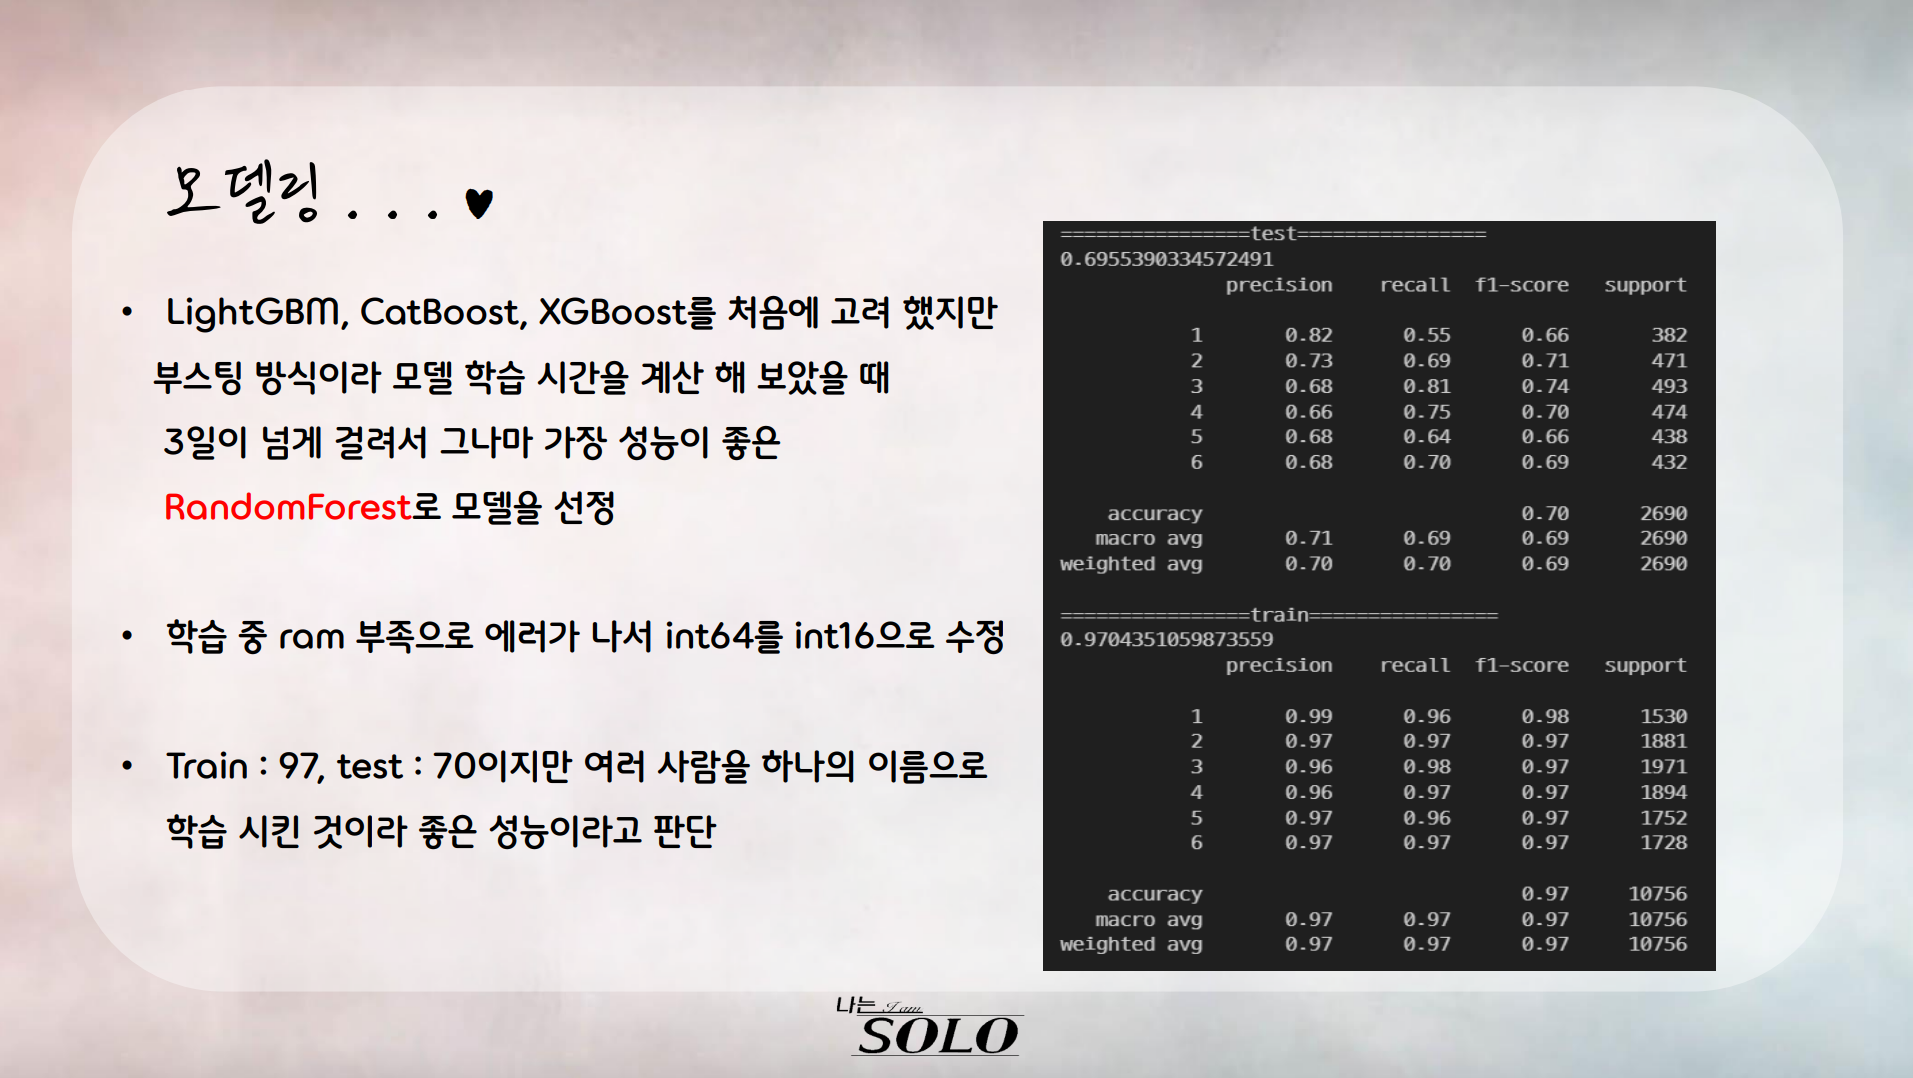 모델링 . . . ♥
• LightGBM, CatBoost, XGBoost를 처음에 고려 했지만
부스팅 방식이라 모델 학습 시간을 계산 해 보았을 때
3일이 넘게 걸려서 그나마 가장 성능이 좋은
RandomForest로 모델을 선정
• 학습 중 ram 부족으로 에러가 나서 int64를 int16으로 수정
• Train : 97, test : 70이지만 여러 사람을 하나의 이름으로
학습 시킨 것이라 좋은 성능이라고 판단
================test================
0.6955390334572491
precision recall f1-score support
1 0.82 0.55 0.66 382
2 0.73 0.69 0.71 471
3 0.68 0.81 0.74 493
4 0.66 0.75 0.70 474
5 0.68 0.64 0.66 438
6 0.68 0.70 0.69 432
accuracy 0.70 2690
macro avg 0.71 0.69 0.69 2690
weighted avg 0.70 0.70 0.69 2690
================train================
0.9704351059873559
precision recall f1-score support
1 0.99 0.96 0.98 1530
2 0.97 0.97 0.97 1881
3 0.96 0.98 0.97 1971
4 0.96 0.97 0.97 1894
5 0.97 0.96 0.97 1752
6 0.97 0.97 0.97 1728
accuracy 0.97 10756
macro avg 0.97 0.97 0.97 10756
weighted avg 0.97 0.97 0.97 10756
나는 I am
SOLO